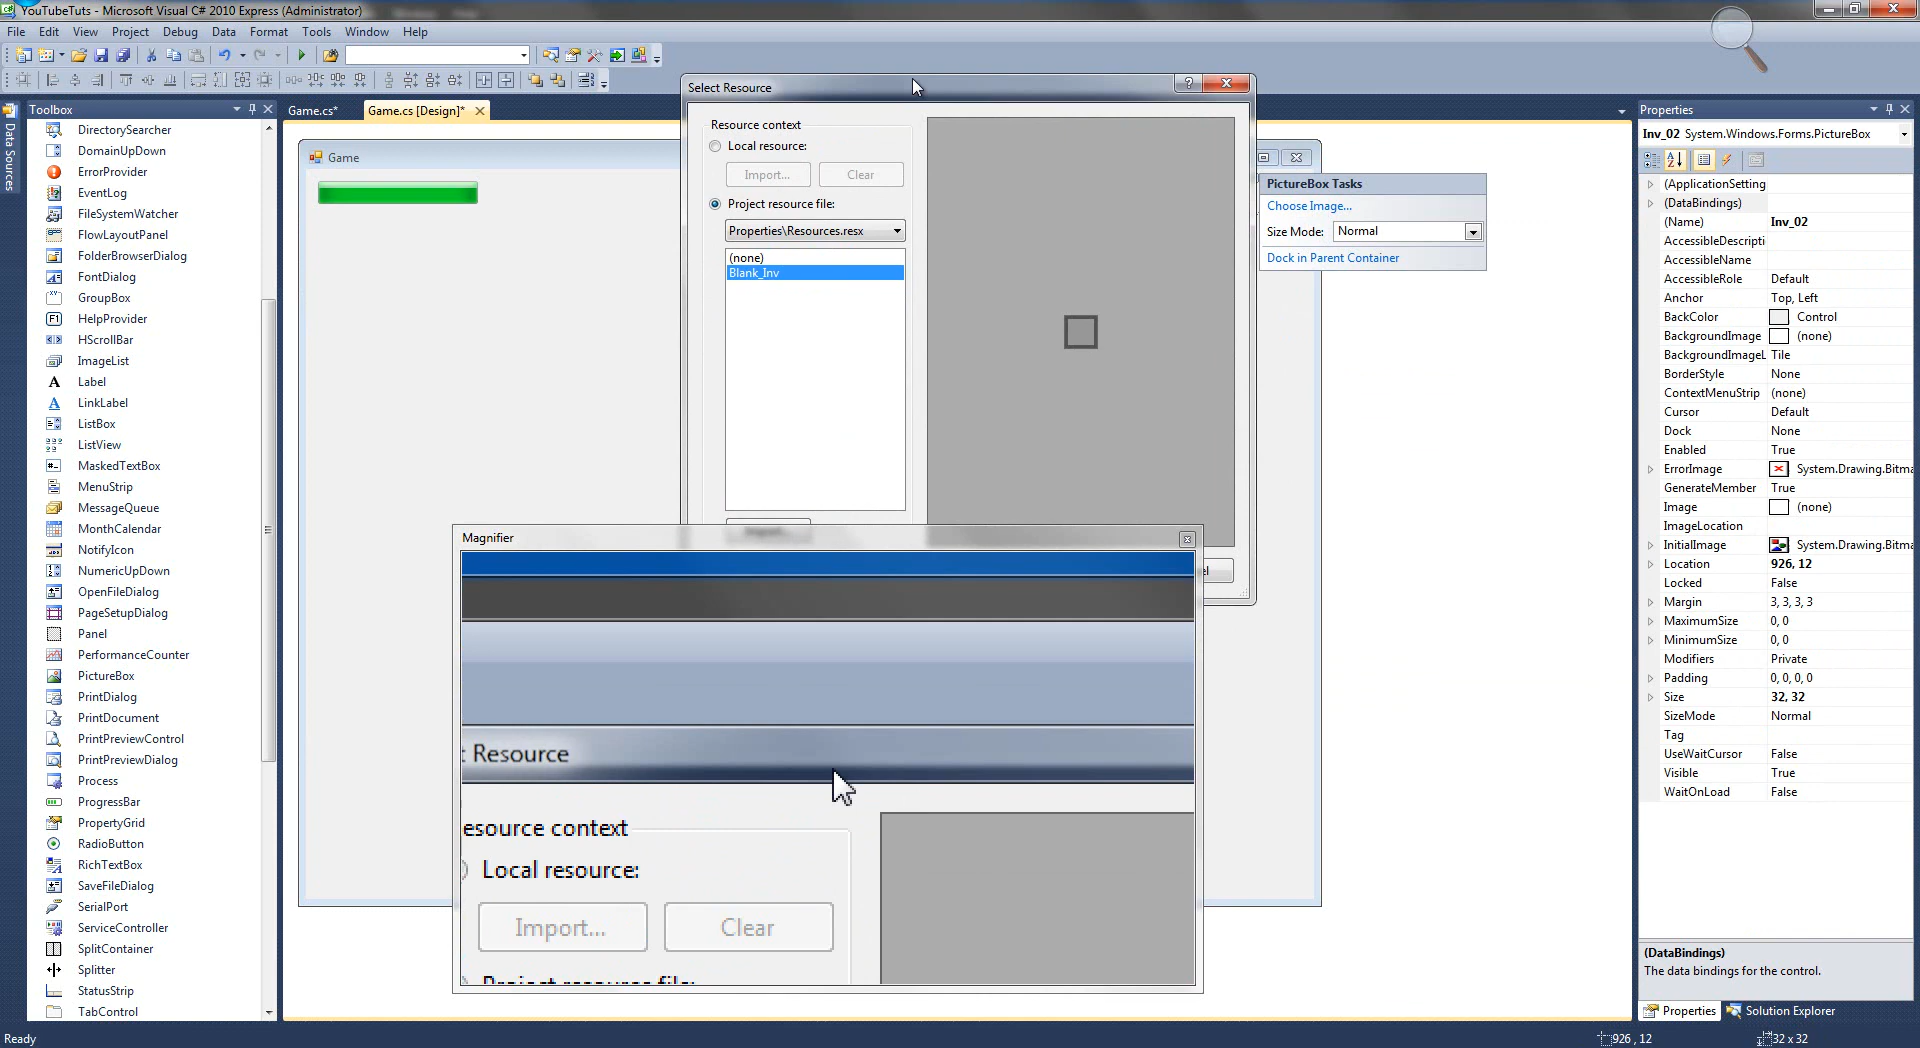 YouTubeTuts - Microsoft Visual C# 2010 Express (Administrator)
File Edit View Project Debug Data Format Tools Window Help
Toolbox
Data Sources
DirectorySearcher
DomainUpDown
ErrorProvider
EventLog
FileSystemWatcher
FlowLayoutPanel
FolderBrowserDialog
FontDialog
GroupBox
HelpProvider
HScrollBar
ImageList
Label
LinkLabel
ListBox
ListView
MaskedTextBox
MenuStrip
MessageQueue
MonthCalendar
NotifyIcon
NumericUpDown
OpenFileDialog
PageSetupDialog
Panel
PerformanceCounter
PictureBox
PrintDialog
PrintDocument
PrintPreviewControl
PrintPreviewDialog
Process
ProgressBar
PropertyGrid
RadioButton
RichTextBox
SaveFileDialog
SerialPort
ServiceController
SplitContainer
Splitter
StatusStrip
TabControl
Game.cs* Game.cs [Design]*
Game
Select Resource
Resource context
Local resource:
Import... Clear
Project resource file:
Properties\Resources.resx
(none)
Blank_Inv
PictureBox Tasks
Choose Image...
Size Mode: Normal
Dock in Parent Container
Magnifier
t Resource
esource context
Local resource:
Import... Clear
Project resource file:
Properties
Inv_02 System.Windows.Forms.PictureBox
(ApplicationSetting
(DataBindings)
(Name) Inv_02
AccessibleDescripti
AccessibleName
AccessibleRole Default
Anchor Top, Left
BackColor Control
BackgroundImage (none)
BackgroundImageL Tile
BorderStyle None
ContextMenuStrip (none)
Cursor Default
Dock None
Enabled True
ErrorImage System.Drawing.Bitma
GenerateMember True
Image (none)
ImageLocation
InitialImage System.Drawing.Bitma
Location 926, 12
Locked False
Margin 3, 3, 3, 3
MaximumSize 0, 0
MinimumSize 0, 0
Modifiers Private
Padding 0, 0, 0, 0
Size 32, 32
SizeMode Normal
Tag
UseWaitCursor False
Visible True
WaitOnLoad False
(DataBindings)
The data bindings for the control.
Properties Solution Explorer
Ready 926 , 12 32 x 32